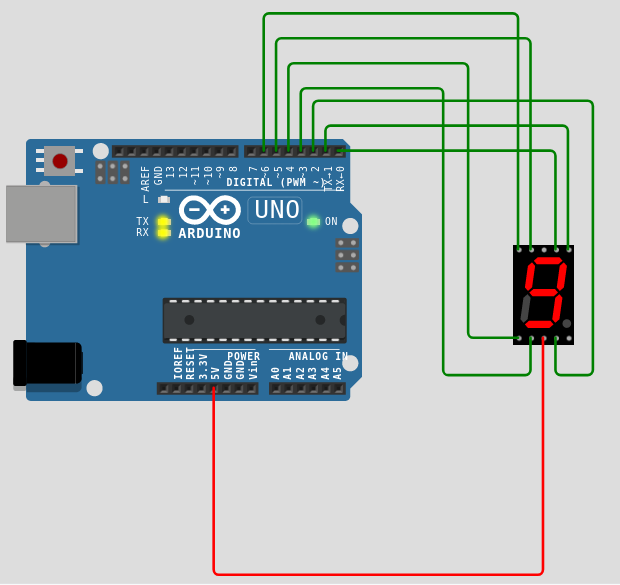 AREF
GND
13
12
~11
~10
~9
8
7
~6
~5
4
~3
2
TX→1
RX←0
DIGITAL (PWM ~)
L
TX
RX
UNO
ON
ARDUINO
IOREF
RESET
3.3V
5V
GND
GND
Vin
POWER
ANALOG IN
A0
A1
A2
A3
A4
A5
9